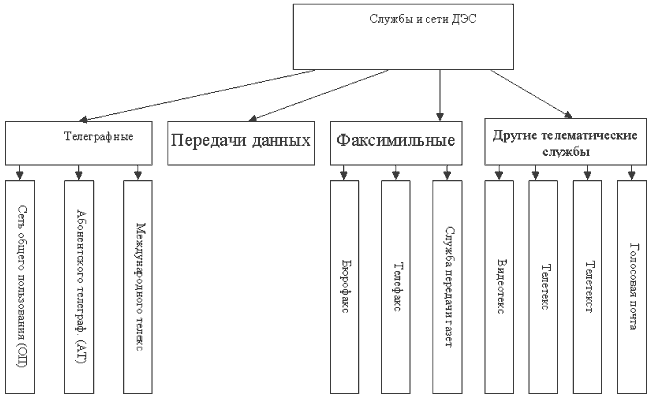 Службы и сети ДЭС
Телеграфные
Передачи данных
Факсимильные
Другие телематические
службы
Сеть общего пользования (ОП)
Абонентского телеграф. (АТ)
Международного телекс
Бюрофакс
Телефакс
Служба передачи газет
Видеотекс
Телетекс
Телетекст
Голосовая почта